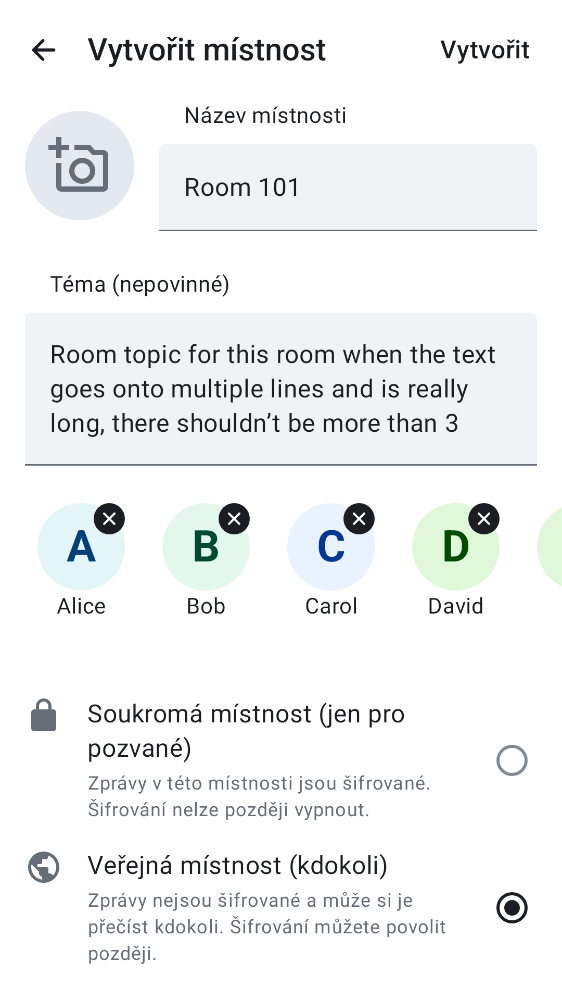 Vytvořit místnost
Vytvořit
Název místnosti
Room 101
Téma (nepovinné)
Room topic for this room when the text
goes onto multiple lines and is really
long, there shouldn’t be more than 3
A
B
C
D
Alice
Bob
Carol
David
Soukromá místnost (jen pro
pozvané)
Zprávy v této místnosti jsou šifrované.
Šifrování nelze později vypnout.
Veřejná místnost (kdokoli)
Zprávy nejsou šifrované a může si je
přečíst kdokoli. Šifrování můžete povolit
později.